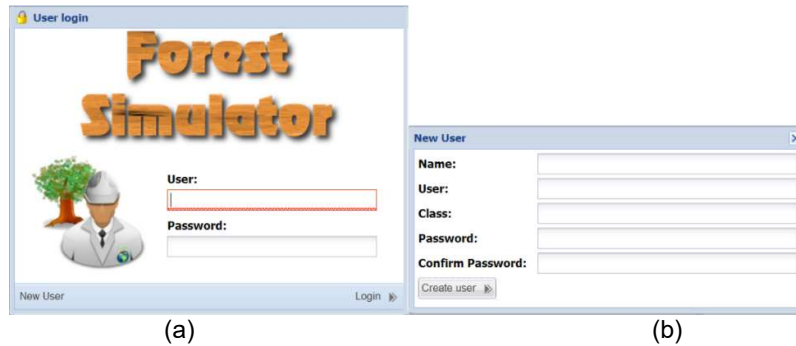 User login
Forest
Simulator
User:
Password:
New User
Login
(a)
New User
Name:
User:
Class:
Password:
Confirm Password:
Create user
(b)